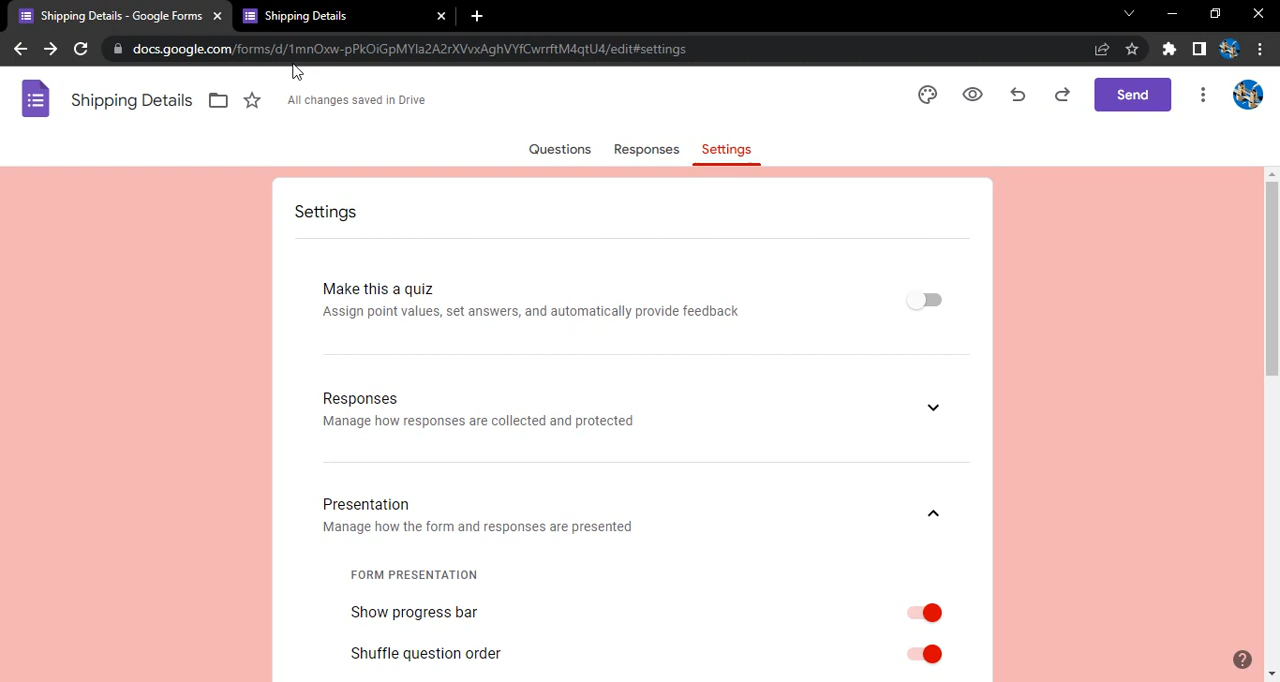 Shipping Details - Google Forms
Shipping Details
docs.google.com/forms/d/1mnOxw-pPkOiGpMYla2A2rXVvxAghVYfCwrrftM4qtU4/edit#settings
Shipping Details
All changes saved in Drive
Send
Questions
Responses
Settings
Settings
Make this a quiz
Assign point values, set answers, and automatically provide feedback
Responses
Manage how responses are collected and protected
Presentation
Manage how the form and responses are presented
FORM PRESENTATION
Show progress bar
Shuffle question order